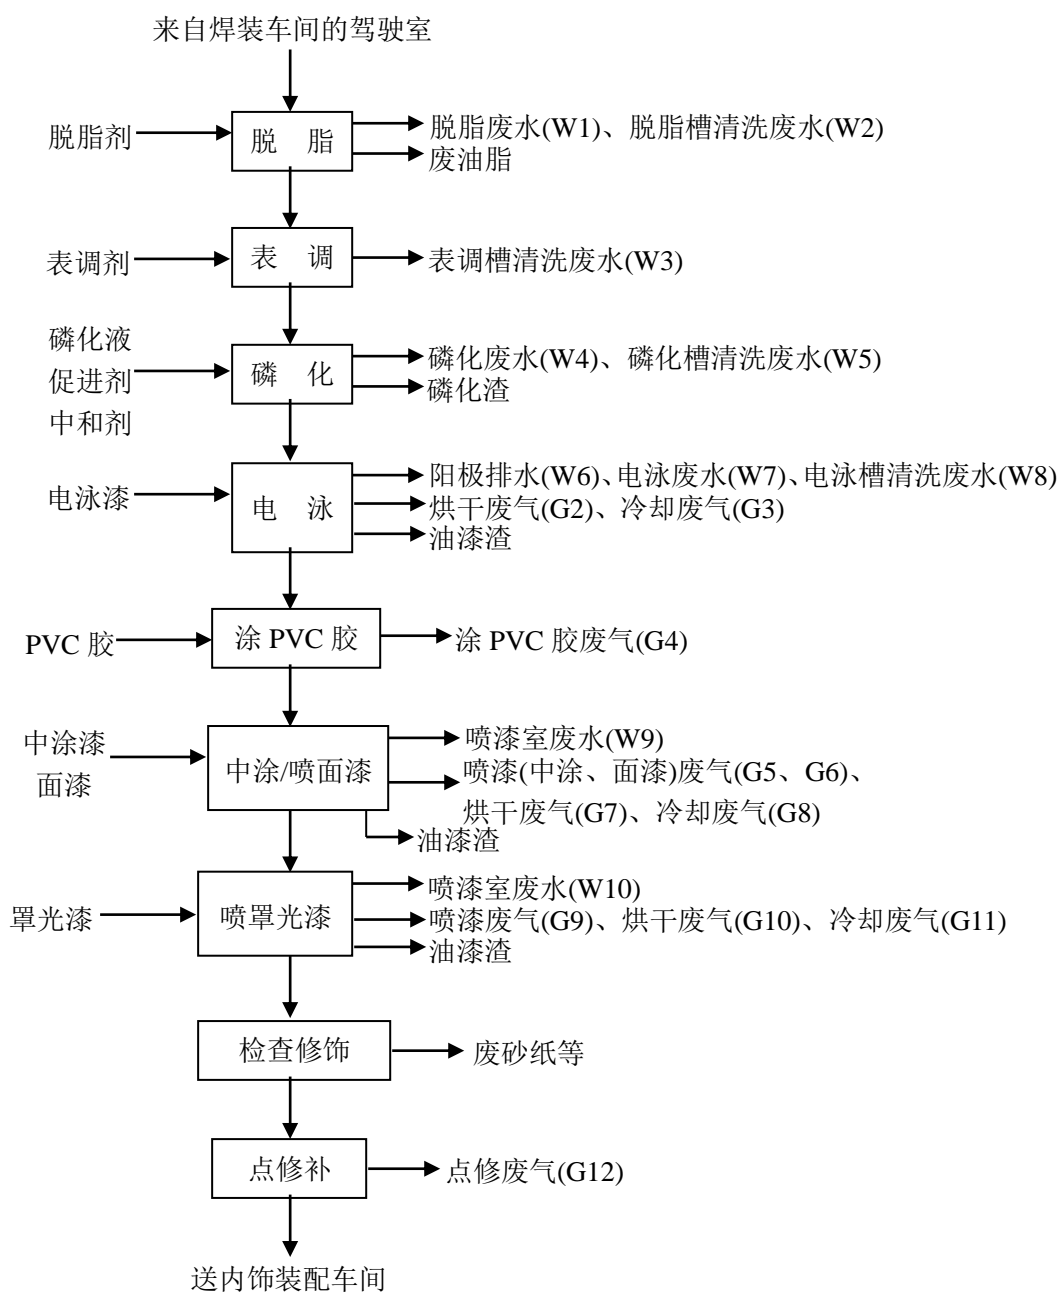 来自焊装车间的驾驶室
脱脂剂
脱 脂
脱脂废水(W1)、脱脂槽清洗废水(W2)
废油脂
表调剂
表 调
表调槽清洗废水(W3)
磷化液
促进剂
中和剂
磷 化
磷化废水(W4)、磷化槽清洗废水(W5)
磷化渣
电泳漆
电 泳
阳极排水(W6)、电泳废水(W7)、电泳槽清洗废水(W8)
烘干废气(G2)、冷却废气(G3)
油漆渣
PVC 胶
涂 PVC 胶
涂 PVC 胶废气(G4)
中涂漆
面漆
中涂/喷面漆
喷漆室废水(W9)
喷漆(中涂、面漆)废气(G5、G6)、
烘干废气(G7)、冷却废气(G8)
油漆渣
罩光漆
喷罩光漆
喷漆室废水(W10)
喷漆废气(G9)、烘干废气(G10)、冷却废气(G11)
油漆渣
检查修饰
废砂纸等
点修补
点修废气(G12)
送内饰装配车间